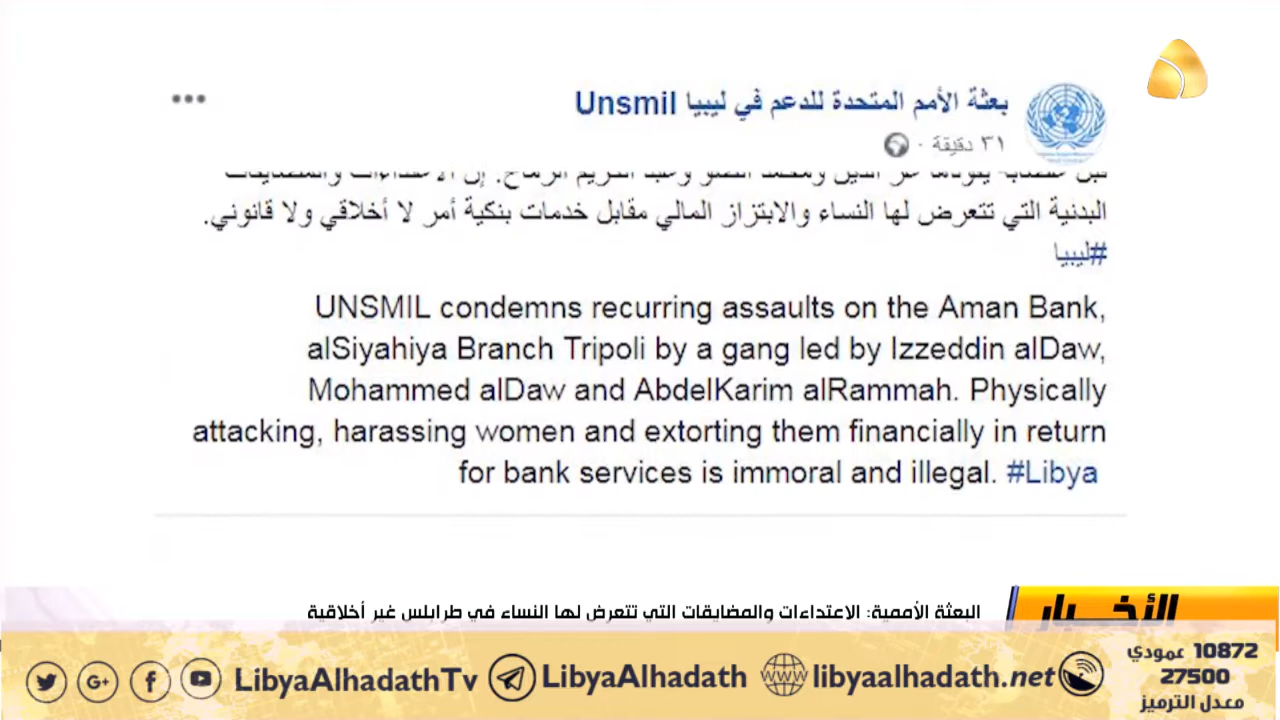 بعثة الأمم المتحدة للدعم في ليبيا Unsmil
٣١ دقيقة ·
البدنية التي تتعرض لها النساء والابتزاز المالي مقابل خدمات بنكية أمر لا أخلاقي ولا قانوني.
#ليبيا
UNSMIL condemns recurring assaults on the Aman Bank,
alSiyahiya Branch Tripoli by a gang led by Izzeddin alDaw,
Mohammed alDaw and AbdelKarim alRammah. Physically
attacking, harassing women and extorting them financially in return
for bank services is immoral and illegal. #Libya
الأخبار
البعثة الأممية: الاعتداءات والمضايقات التي تتعرض لها النساء في طرابلس غير أخلاقية
LibyaAlhadathTv
LibyaAlhadath
www
libyaalhadath.net
10872 عمودي
27500
معدل الترميز